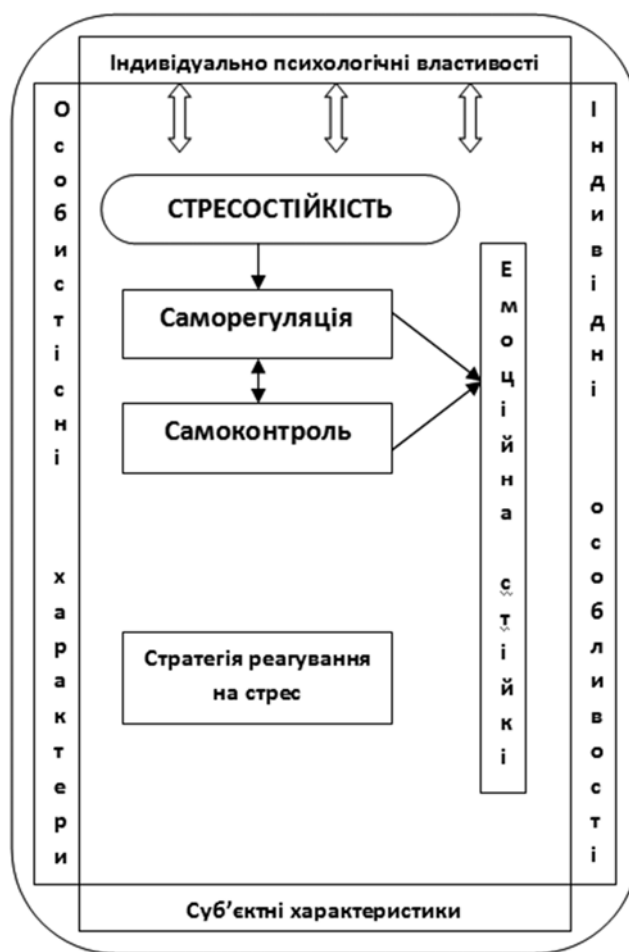 Індивідуально психологічні властивості
Особистісні характери
СТРЕСОСТІЙКІСТЬ
Саморегуляція
Самоконтроль
Стратегія реагування
на стрес
Емоційна стійкі
Індивідні особливості
Суб’єктні характеристики